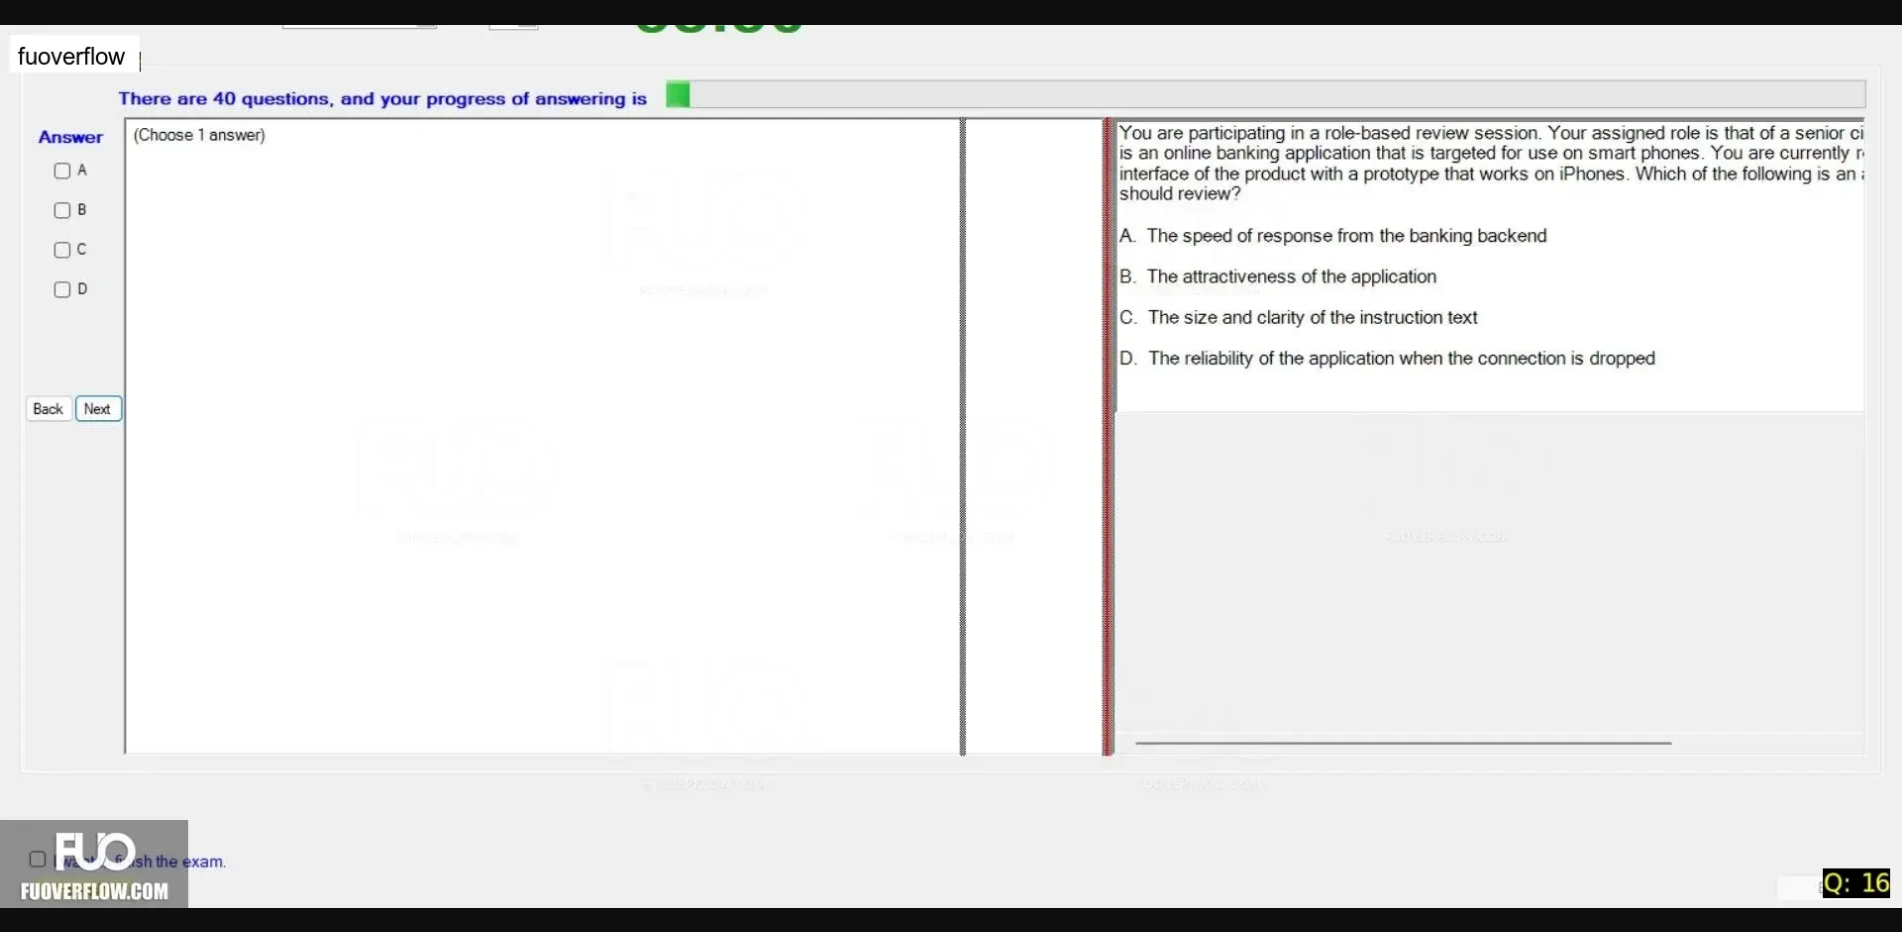 fuoverflow
There are 40 questions, and your progress of answering is
Answer
(Choose 1 answer)
A
B
C
D
Back
Next
You are participating in a role-based review session. Your assigned role is that of a senior ci
is an online banking application that is targeted for use on smart phones. You are currently r
interface of the product with a prototype that works on iPhones. Which of the following is an
should review?
A. The speed of response from the banking backend
B. The attractiveness of the application
C. The size and clarity of the instruction text
D. The reliability of the application when the connection is dropped
FUOVERFLOW.COM
FUO
the exam.
FUOVERFLOW.COM
Q: 16